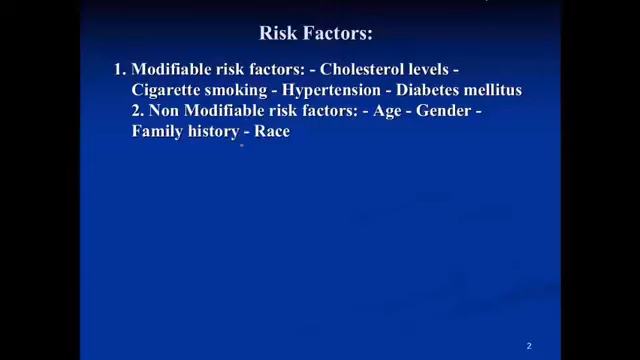 Risk Factors:
1. Modifiable risk factors: - Cholesterol levels -
Cigarette smoking - Hypertension - Diabetes mellitus
2. Non Modifiable risk factors: - Age - Gender -
Family history - Race
2